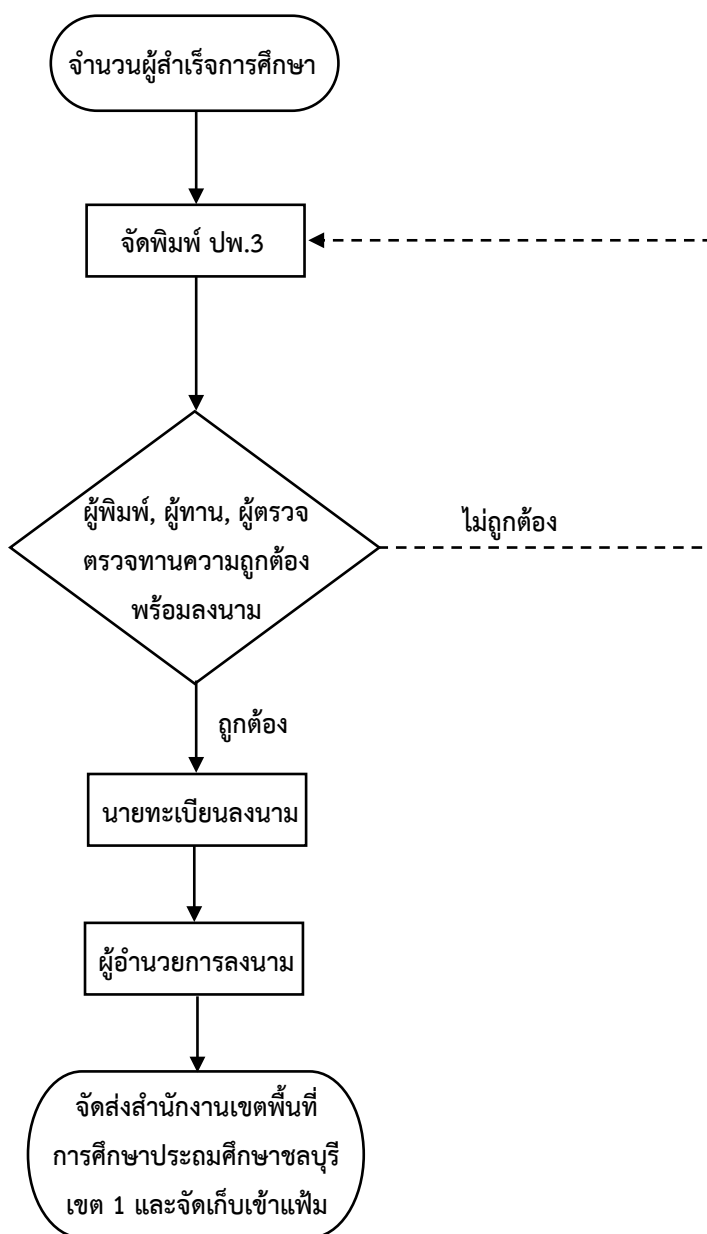 จำนวนผู้สำเร็จการศึกษา
จัดพิมพ์ ปพ.3
ผู้พิมพ์, ผู้ทาน, ผู้ตรวจ
ตรวจทานความถูกต้อง
พร้อมลงนาม
ไม่ถูกต้อง
ถูกต้อง
นายทะเบียนลงนาม
ผู้อำนวยการลงนาม
จัดส่งสำนักงานเขตพื้นที่
การศึกษาประถมศึกษาชลบุรี
เขต 1 และจัดเก็บเข้าแฟ้ม